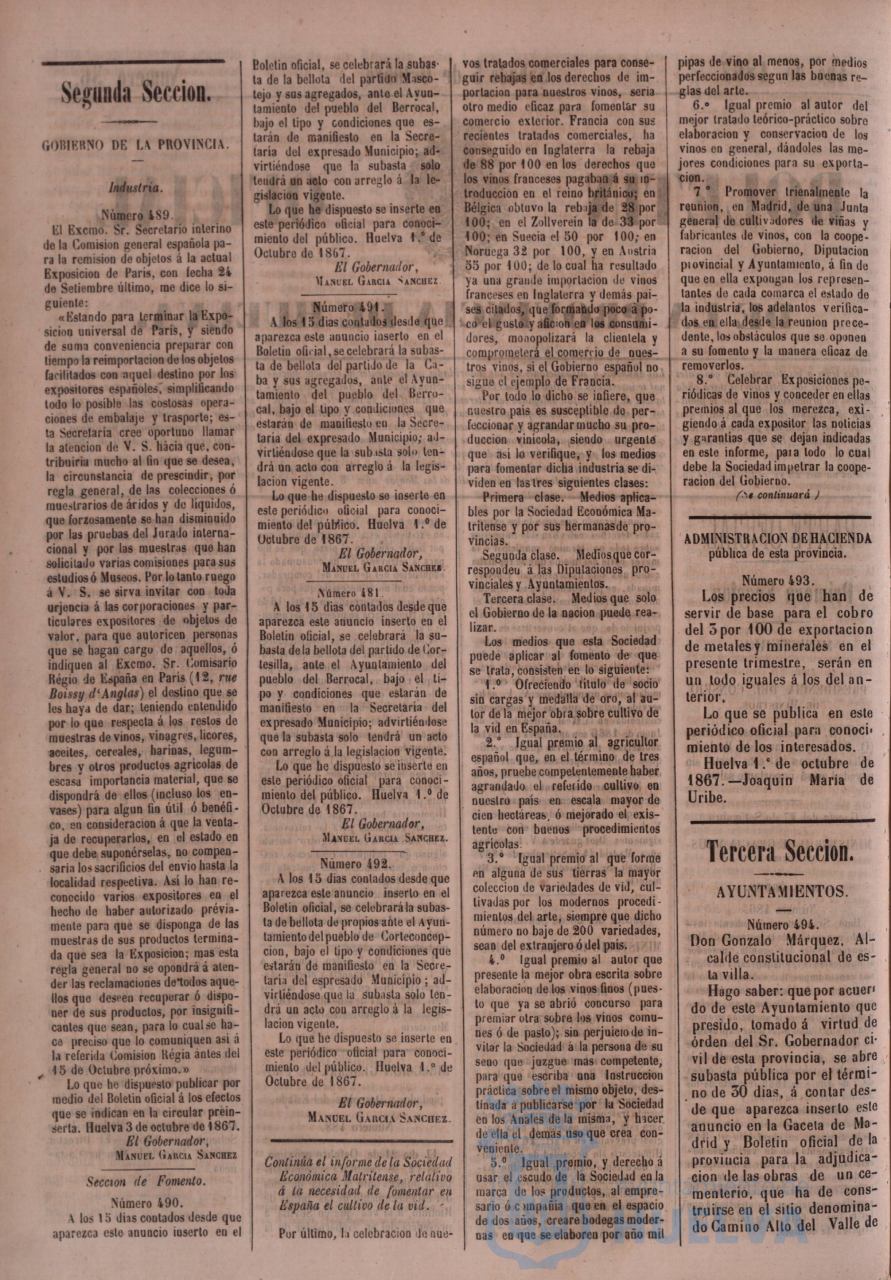 Segunda Seccion.
GOBIERNO DE LA PROVINCIA.
Industria.
Número 489.
El Excmo. Sr. Secretario interino
de la Comision general española pa-
ra la remision de objetos á la actual
Exposicion de Paris, con fecha 24
de Setiembre último, me dice lo si-
guiente:
«Estando para terminar la Expo-
sicion universal de Paris, y siendo
de suma conveniencia preparar con
tiempo la reimportacion de los objetos
facilitados con aquel destino por los
expositores españoles, simplificando
todo lo posible las costosas opera-
ciones de embalaje y trasporte; es-
ta Secretaria cree oportuno llamar
la atencion de V. S. hácia que, con-
tribuiria mucho al fin que se desea,
la circunstancia de prescindir, por
regla general, de las colecciones ó
muestrarios de áridos y de líquidos,
que forzosamente se han disminuido
por las pruebas del Jurado interna-
cional y por las muestras que han
solicitado varias comisiones para sus
estudios ó Museos. Por lo tanto ruego
á V. S. se sirva invitar con toda
urjencia á las corporaciones y par-
ticulares expositores de objetos de
valor, para que autoricen personas
que se hagan cargo de aquellos, ó
indiquen al Excmo. Sr. Comisario
Régio de España en Paris (12, rue
Boissy d'Anglas) el destino que se
les haya de dar; teniendo entendido
por lo que respecta á los restos de
muestras de vinos, vinagres, licores,
aceites, cereales, harinas, legum-
bres y otros productos agricolas de
escasa importancia material, que se
dispondrá de ellos (incluso los en-
vases) para algun fin útil ó benéfi-
co, en consideracion á que la venta-
ja de recuperarlos, en el estado en
que debe suponérselas, no compen-
saria los sacrificios del envio hasta la
localidad respectiva. Asi lo han re-
conocido varios expositores en el
hecho de haber autorizado prévia-
mente para que se disponga de las
muestras de sus productos termina-
da que sea la Exposicion; mas esta
regla general no se opondrá á aten-
der las reclamaciones de todos aque-
llos que deseen recuperar ó dispo-
ner de sus productos, por insignifi-
cantes que sean, para lo cual se ha-
ce preciso que lo comuniquen asi á
la referida Comision Régia ántes del
15 de Octubre próximo.»
Lo que he dispuesto publicar por
medio del Boletin oficial á los efectos
que se indican en la circular prein-
serta. Huelva 3 de octubre de 1867.
El Gobernador,
MANUEL GARCIA SANCHEZ
Seccion de Fomento.
Número 490.
A los 15 dias contados desde que
aparezca este anuncio inserto en el
Boletin oficial, se celebrará la subas-
ta de la bellota del partido Masco-
tejo y sus agregados, ante el Ayun-
tamiento del pueblo del Berrocal,
bajo el tipo y condiciones que es-
tarán de manifiesto en la Secre-
taria del expresado Municipio; ad-
virtiéndose que la subasta solo
tendrá un acto con arreglo á la le-
gislacion vigente.
Lo que he dispuesto se inserte en
este periódico oficial para conoci-
miento del público. Huelva 1.º de
Octubre de 1867.
El Gobernador,
MANUEL GARCIA SANCHEZ.
Número 491.
A los 15 dias contados desde que
aparezca este anuncio inserto en el
Boletin oficial, se celebrará la subas-
ta de la bellota del partido de la Ca-
ba y sus agregados, ante el Ayun-
tamiento del pueblo del Berro-
cal, bajo el tipo y condiciones que
estarán de manifiesto en la Secre-
taria del expresado Municipio; ad-
virtiéndose que la subasta solo ten-
drá un acto con arreglo á la legis-
lacion vigente.
Lo que he dispuesto se inserte en
este periódico oficial para conoci-
miento del público. Huelva 1.º de
Octubre de 1867.
El Gobernador,
MANUEL GARCIA SANCHEZ.
Número 481.
A los 15 dias contados desde que
aparezca este anuncio inserto en el
Boletin oficial, se celebrará la su-
basta de la bellota del partido de Cor-
tesilla, ante el Ayuntamiento del
pueblo del Berrocal, bajo el ti-
po y condiciones que estarán de
manifiesto en la Secretaria del
expresado Municipio; advirtiéndose
que la subasta solo tendrá un acto
con arreglo á la legislacion vigente.
Lo que he dispuesto se inserte en
este periódico oficial para conoci-
miento del público. Huelva 1.º de
Octubre de 1867.
El Gobernador,
MANUEL GARCIA SANCHEZ.
Número 492.
A los 15 dias contados desde que
aparezca este anuncio inserto en el
Boletin oficial, se celebrará la subas-
ta de bellota de propios ante el Ayun-
tamiento del pueblo de Corteconcep-
cion, bajo el tipo y condiciones que
estarán de manifiesto en la Secre-
taria del espresado Municipio; ad-
virtiéndose que la subasta solo ten-
drá un acto con arreglo á la legis-
lacion vigente.
Lo que he dispuesto se inserte en
este periódico oficial para conoci-
miento del público. Huelva 1.º de
Octubre de 1867.
El Gobernador,
MANUEL GARCIA SANCHEZ.
Continúa el informe de la Sociedad
Económica Matritense, relativo
á la necesidad de fomentar en
España el cultivo de la vid.
Por último, la celebracion de nue-
vos tratados comerciales para conse-
guir rebajas en los derechos de im-
portacion para nuestros vinos, seria
otro medio eficaz para fomentar su
comercio exterior. Francia con sus
recientes tratados comerciales, ha
conseguido en Inglaterra la rebaja
de 88 por 100 en los derechos que
los vinos franceses pagaban á su in-
troduccion en el reino británico; en
Bélgica obtuvo la rebaja de 28 por
100; en el Zollverein la de 33 por
100; en Suecia el 50 por 100; en
Noruega 32 por 100, y en Austria
55 por 100; de lo cual ha resultado
ya una grande importacion de vinos
franceses en Inglaterra y demás pai-
ses citados, que formando poco á po-
co el gusto y aficion en los consumi-
dores, monopolizará la clientela y
comprometerá el comercio de nues-
tros vinos, si el Gobierno español no
sigue el ejemplo de Francia.
Por todo lo dicho se infiere, que
nuestro pais es susceptible de per-
feccionar y agrandar mucho su pro-
duccion vinícola, siendo urgente
que asi lo verifique, y los medios
para fomentar dicha industria se di-
viden en las tres siguientes clases:
Primera clase. Medios aplica-
bles por la Sociedad Económica Ma-
tritense y por sus hermanas de pro-
vincias.
Segunda clase. Medios que cor-
respondeu á las Diputaciones pro-
vinciales y Ayuntamientos.
Tercera clase. Medios que solo
el Gobierno de la nacion puede rea-
lizar.
Los medios que esta Sociedad
puede aplicar al fomento de que
se trata, consisten en lo siguiente:
1.º Ofreciendo título de socio
sin cargas y medalla de oro, al au-
tor de la mejor obra sobre cultivo de
la vid en España.
2.º Igual premio al agricultor
español que, en el término de tres
años, pruebe competentemente haber
agrandado el referido cultivo en
nuestro pais en escala mayor de
cien hectáreas, ó mejorado el exis-
tente con buenos procedimientos
agricolas.
3.º Igual premio al que forme
en alguna de sus tierras la mayor
coleccion de variedades de vid, cul-
tivadas por los modernos procedi-
mientos del arte, siempre que dicho
número no baje de 200 variedades,
sean del extranjero ó del pais.
4.º Igual premio al autor que
presente la mejor obra escrita sobre
elaboracion de los vinos finos (pues-
to que ya se abrió concurso para
premiar otra sobre los vinos comu-
nes ó de pasto); sin perjuicio de in-
vitar la Sociedad á la persona de su
seno que juzgue mas competente,
para que escriba una Instruccion
práctica sobre el mismo objeto, des-
tinada á publicarse por la Sociedad
en los Anales de la misma, y hacer
de ella el demás uso que crea con-
veniente.
5.º Igual premio, y derecho á
usar el escudo de la Sociedad en la
marca de los productos, al empre-
sario ó compañia que en el espacio
de dos años, creare bodegas moder-
nas en que se elaboren por año mil
pipas de vino al menos, por medios
perfeccionados segun las buenas re-
glas del arte.
6.º Igual premio al autor del
mejor tratado teórico-práctico sobre
elaboracion y conservacion de los
vinos en general, dándoles las me-
jores condiciones para su exporta-
cion.
7º Promover trienalmente la
reunion, en Madrid, de una Junta
general de cultivadores de viñas y
fabricantes de vinos, con la coope-
racion del Gobierno, Diputacion
provincial y Ayuntamiento, á fin de
que en ella expongan los represen-
tantes de cada comarca el estado de
la industria, los adelantos verifica-
dos en ella desde la reunion prece-
dente, los obstáculos que se oponen
á su fomento y la manera eficaz de
removerlos.
8.º Celebrar Exposiciones pe-
riódicas de vinos y conceder en ellas
premios al que los merezca, exi-
giendo á cada expositor las noticias
y garantias que se dejan indicadas
en este informe, para todo lo cual
debe la Sociedad impetrar la coope-
racion del Gobierno.
(Se continuará)
ADMINISTRACION DE HACIENDA
pública de esta provincia.
Número 493.
Los precios que han de
servir de base para el cobro
del 3 por 100 de exportacion
de metales y minerales en el
presente trimestre, serán en
un todo iguales á los del an-
terior.
Lo que se publica en este
periódico oficial para conoci-
miento de los interesados.
Huelva 1.º de octubre de
1867.—Joaquin Maria de
Uribe.
Tercera Seccion.
AYUNTAMIENTOS.
Número 494.
Don Gonzalo Márquez, Al-
calde constitucional de es-
ta villa.
Hago saber: que por acuer-
do de este Ayuntamiento que
presido, tomado á virtud de
órden del Sr. Gobernador ci-
vil de esta provincia, se abre
subasta pública por el térmi-
no de 30 dias, á contar des-
de que aparezca inserto este
anuncio en la Gaceta de Ma-
drid y Boletin oficial de la
provincia para la adjudica-
cion de las obras de un ce-
menterio, que ha de cons-
truirse en el sitio denomina-
do Camino Alto del Valle de
HUELVA